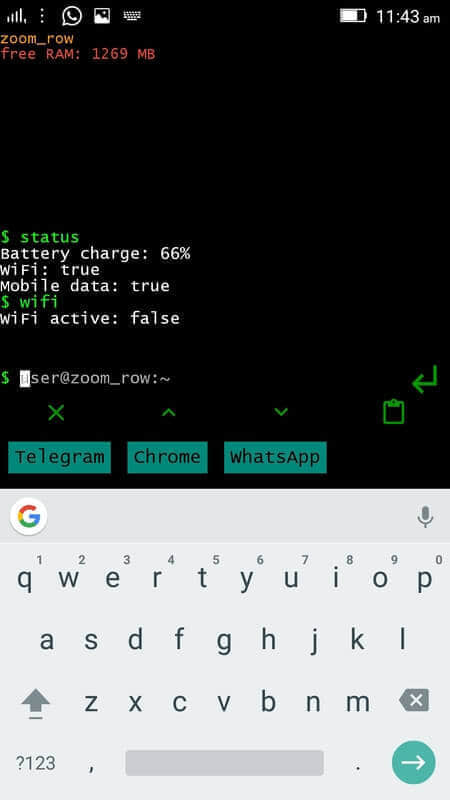 11:43 am
zoom_row
free RAM: 1269 MB
$ status
Battery charge: 66%
WiFi: true
Mobile data: true
$ wifi
WiFi active: false
$ user@zoom_row:~
Telegram Chrome WhatsApp
G
1 2 3 4 5 6 7 8 9 0
q w e r t y u i o p
a s d f g h j k l
z x c v b n m
?123 , .